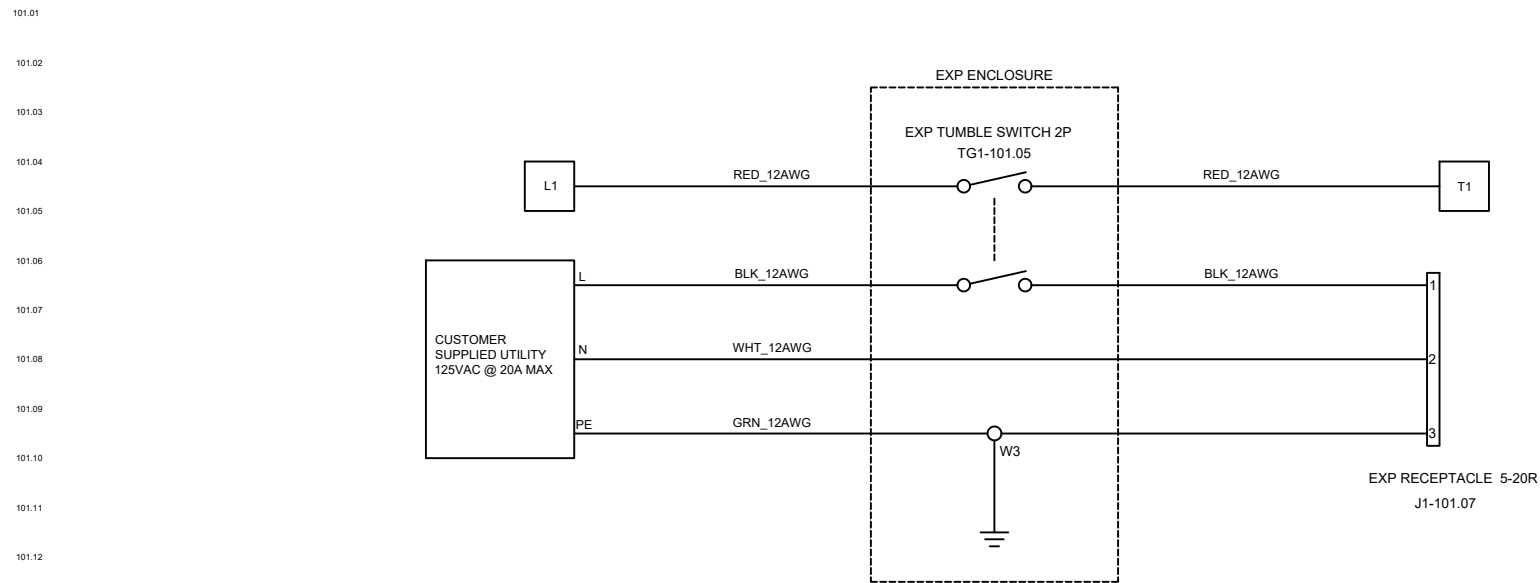 101.01
101.02
EXP ENCLOSURE
101.03
EXP TUMBLE SWITCH 2P
TG1-101.05
101.04
RED_12AWG
RED_12AWG
L1
T1
101.05
101.06
L
BLK_12AWG
BLK_12AWG
1
101.07
CUSTOMER
SUPPLIED UTILITY
125VAC @ 20A MAX
N
WHT_12AWG
2
101.08
101.09
PE
GRN_12AWG
3
W3
101.10
EXP RECEPTACLE 5-20R
J1-101.07
101.11
101.12